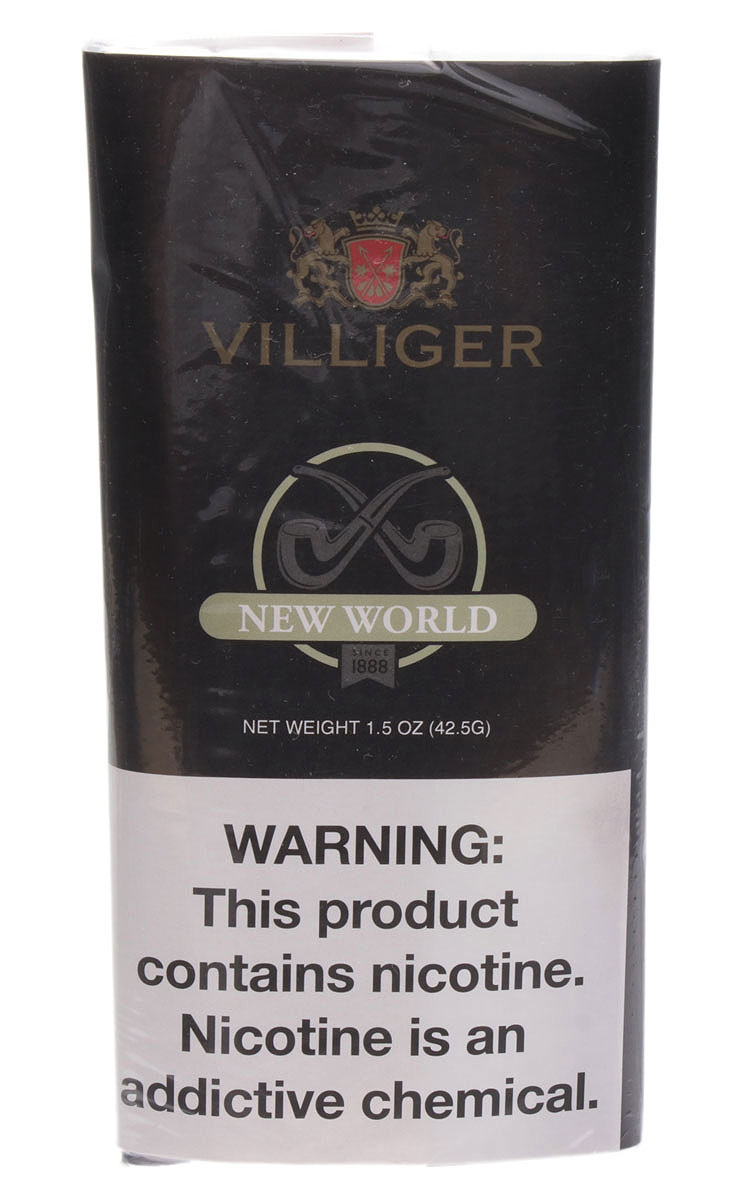 VILLIGER
NEW WORLD
SINCE
1888
NET WEIGHT 1.5 OZ (42.5G)
WARNING:
This product
contains nicotine.
Nicotine is an
addictive chemical.